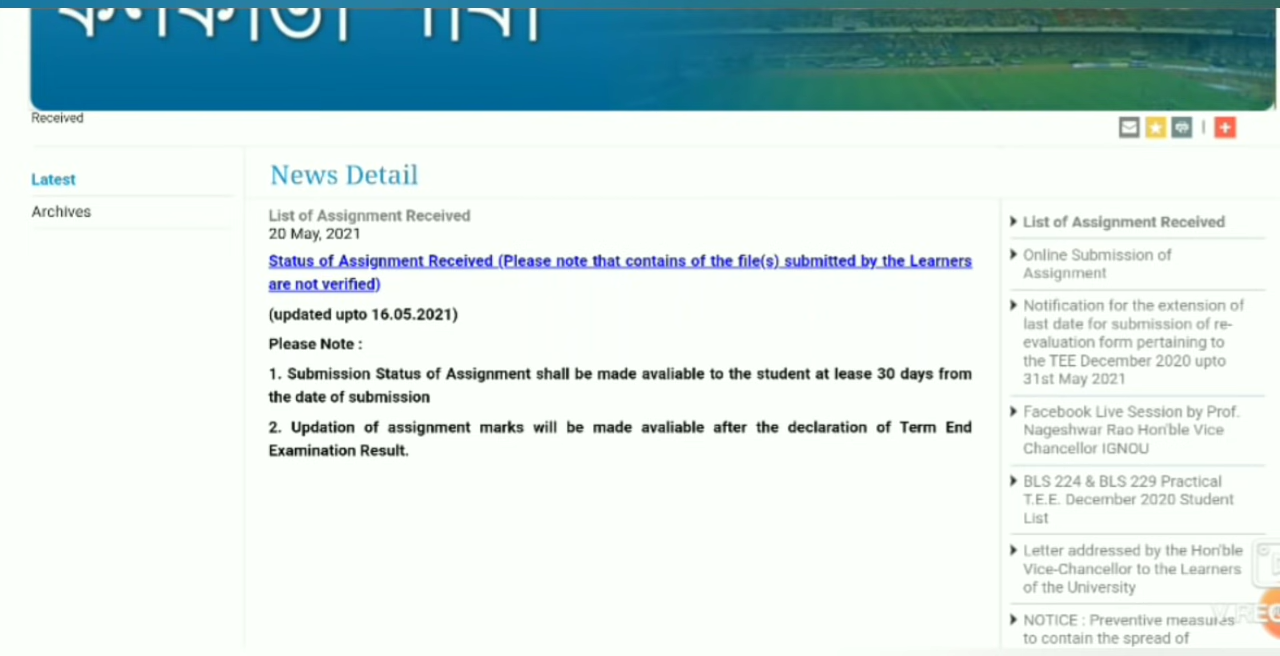 Received
Latest
Archives
News Detail
List of Assignment Received
20 May, 2021
Status of Assignment Received (Please note that contains of the file(s) submitted by the Learners
are not verified)
(updated upto 16.05.2021)
Please Note :
1. Submission Status of Assignment shall be made avaliable to the student at lease 30 days from
the date of submission
2. Updation of assignment marks will be made avaliable after the declaration of Term End
Examination Result.
List of Assignment Received
Online Submission of
Assignment
Notification for the extension of
last date for submission of re-
evaluation form pertaining to
the TEE December 2020 upto
31st May 2021
Facebook Live Session by Prof.
Nageshwar Rao Hon'ble Vice
Chancellor IGNOU
BLS 224 & BLS 229 Practical
T.E.E. December 2020 Student
List
Letter addressed by the Hon'ble
Vice-Chancellor to the Learners
of the University
NOTICE : Preventive measures
to contain the spread of